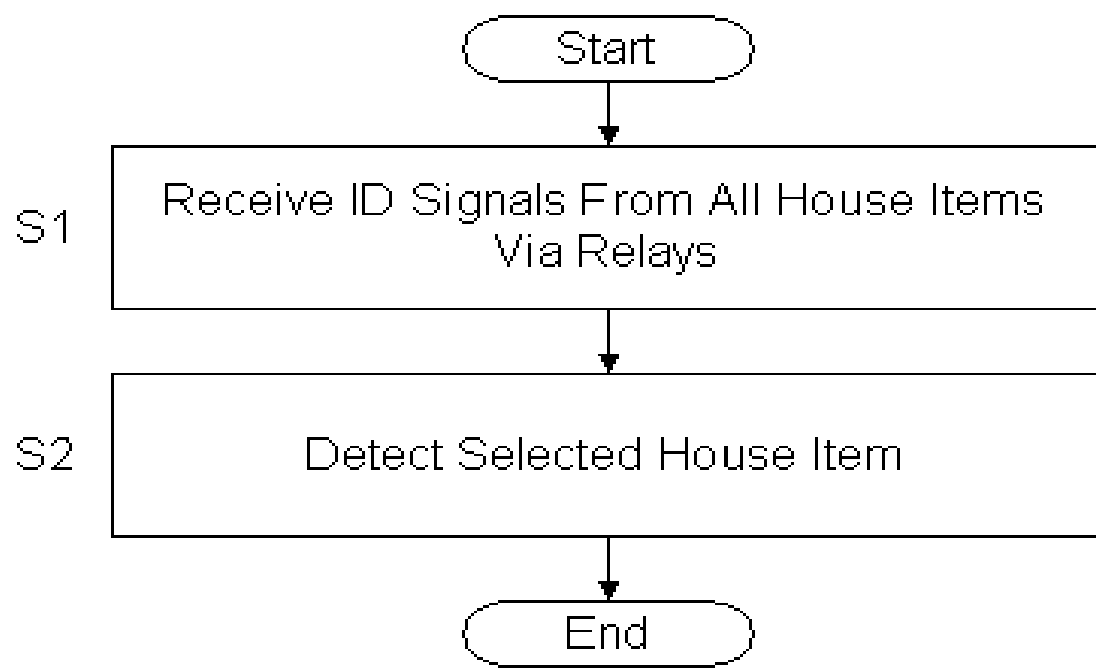 Start
S1
Receive ID Signals From All House Items
Via Relays
S2
Detect Selected House Item
End